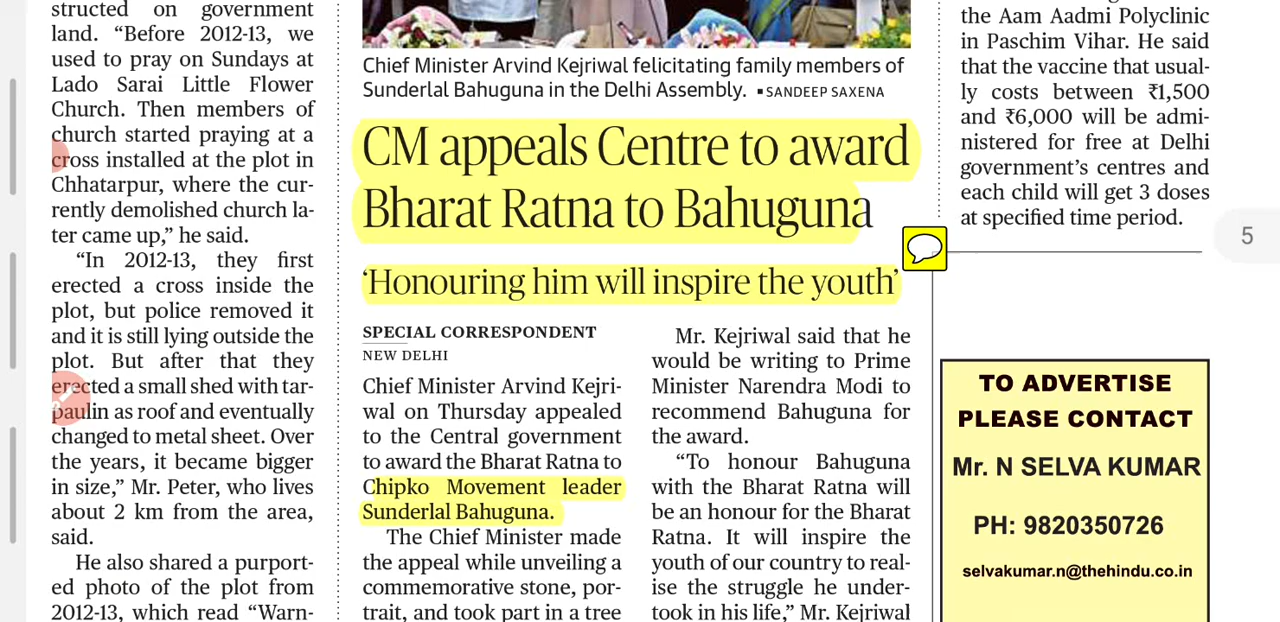 structed on government
land. “Before 2012-13, we
used to pray on Sundays at
Lado Sarai Little Flower
Church. Then members of
church started praying at a
cross installed at the plot in
Chhatarpur, where the cur-
rently demolished church la-
ter came up,” he said.
“In 2012-13, they first
erected a cross inside the
plot, but police removed it
and it is still lying outside the
plot. But after that they
erected a small shed with tar-
paulin as roof and eventually
changed to metal sheet. Over
the years, it became bigger
in size,” Mr. Peter, who lives
about 2 km from the area,
said.
He also shared a purport-
ed photo of the plot from
2012-13, which read “Warn-
Chief Minister Arvind Kejriwal felicitating family members of
Sunderlal Bahuguna in the Delhi Assembly. ▪ SANDEEP SAXENA
CM appeals Centre to award
Bharat Ratna to Bahuguna
‘Honouring him will inspire the youth’
SPECIAL CORRESPONDENT
NEW DELHI
Chief Minister Arvind Kejri-
wal on Thursday appealed
to the Central government
to award the Bharat Ratna to
Chipko Movement leader
Sunderlal Bahuguna.
The Chief Minister made
the appeal while unveiling a
commemorative stone, por-
trait, and took part in a tree
Mr. Kejriwal said that he
would be writing to Prime
Minister Narendra Modi to
recommend Bahuguna for
the award.
“To honour Bahuguna
with the Bharat Ratna will
be an honour for the Bharat
Ratna. It will inspire the
youth of our country to real-
ise the struggle he under-
took in his life,” Mr. Kejriwal
the Aam Aadmi Polyclinic
in Paschim Vihar. He said
that the vaccine that usual-
ly costs between ₹1,500
and ₹6,000 will be admi-
nistered for free at Delhi
government’s centres and
each child will get 3 doses
at specified time period.
5
TO ADVERTISE
PLEASE CONTACT
Mr. N SELVA KUMAR
PH: 9820350726
selvakumar.n@thehindu.co.in